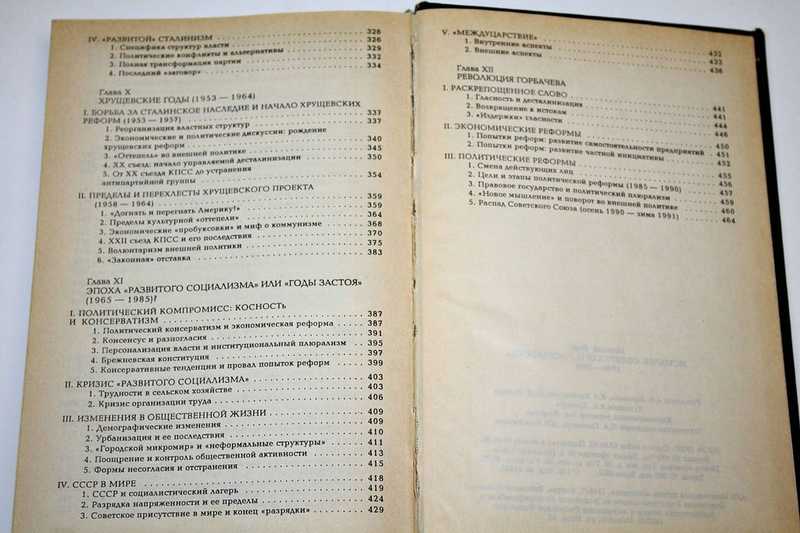 IV. «РАЗВИТОЙ» СТАЛИНИЗМ 326
1. Специфика структур власти 326
2. Политические конфликты и альтернативы 329
3. Полная трансформация партии 332
4. Последний «заговор» 334
Глава X
ХРУЩЕВСКИЕ ГОДЫ (1953 — 1964)
I. БОРЬБА ЗА СТАЛИНСКОЕ НАСЛЕДИЕ И НАЧАЛО ХРУЩЕВСКИХ
РЕФОРМ (1953 — 1957) 337
1. Реорганизация властных структур 337
2. Экономические и политические дискуссии: рождение
хрущевских реформ 340
3. «Оттепель» во внешней политике 345
4. XX съезд: начало управляемой десталинизации 350
5. От XX съезда КПСС до устранения
антипартийной группы 354
II. ПРЕДЕЛЫ И ПЕРЕХЛЕСТЫ ХРУЩЕВСКОГО ПРОЕКТА
(1958 — 1964) 359
1. «Догнать и перегнать Америку!» 359
2. Пределы культурной «оттепели» 364
3. Экономические «пробуксовки» и миф о коммунизме 368
4. XXII съезд КПСС и его последствия 370
5. Волюнтаризм внешней политики 375
6. «Законная» отставка 383
Глава XI
ЭПОХА «РАЗВИТОГО СОЦИАЛИЗМА» ИЛИ «ГОДЫ ЗАСТОЯ»
(1965 — 1985)?
I. ПОЛИТИЧЕСКИЙ КОМПРОМИСС: КОСНОСТЬ
И КОНСЕРВАТИЗМ 387
1. Политический консерватизм и экономическая реформа 387
2. Консенсус и разногласия 391
3. Персонализация власти и институциональный плюрализм 395
4. Брежневская конституция 397
5. Консервативные тенденции и провал попыток реформ 399
II. КРИЗИС «РАЗВИТОГО СОЦИАЛИЗМА» 403
1. Трудности в сельском хозяйстве 403
2. Кризис организации труда 406
III. ИЗМЕНЕНИЯ В ОБЩЕСТВЕННОЙ ЖИЗНИ 409
1. Демографические изменения 409
2. Урбанизация и ее последствия 410
3. «Городской микромир» и «неформальные структуры» 411
4. Поощрение и контроль общественной активности 413
5. Формы несогласия и отстранения 415
IV. СССР В МИРЕ 418
1. СССР и социалистический лагерь 419
2. Разрядка напряженности и ее пределы 424
3. Советское присутствие в мире и конец «разрядки» 429
V. «МЕЖДУЦАРСТВИЕ» 432
1. Внутренние аспекты 433
2. Внешние аспекты 436
Глава XII
РЕВОЛЮЦИЯ ГОРБАЧЕВА
I. РАСКРЕПОЩЕННОЕ СЛОВО 441
1. Гласность и десталинизация 441
2. Возвращение к истокам 444
3. «Издержки» гласности 446
II. ЭКОНОМИЧЕСКИЕ РЕФОРМЫ 450
1. Попытки реформ: развитие самостоятельности предприятий 451
2. Попытки реформ: развитие частной инициативы 452
III. ПОЛИТИЧЕСКИЕ РЕФОРМЫ 455
1. Смена действующих лиц 456
2. Цели и этапы политической реформы (1985 — 1990) 457
3. Правовое государство и политический плюрализм 459
4. «Новое мышление» и поворот во внешней политике 460
5. Распад Советского Союза (осень 1990 — зима 1991) 464